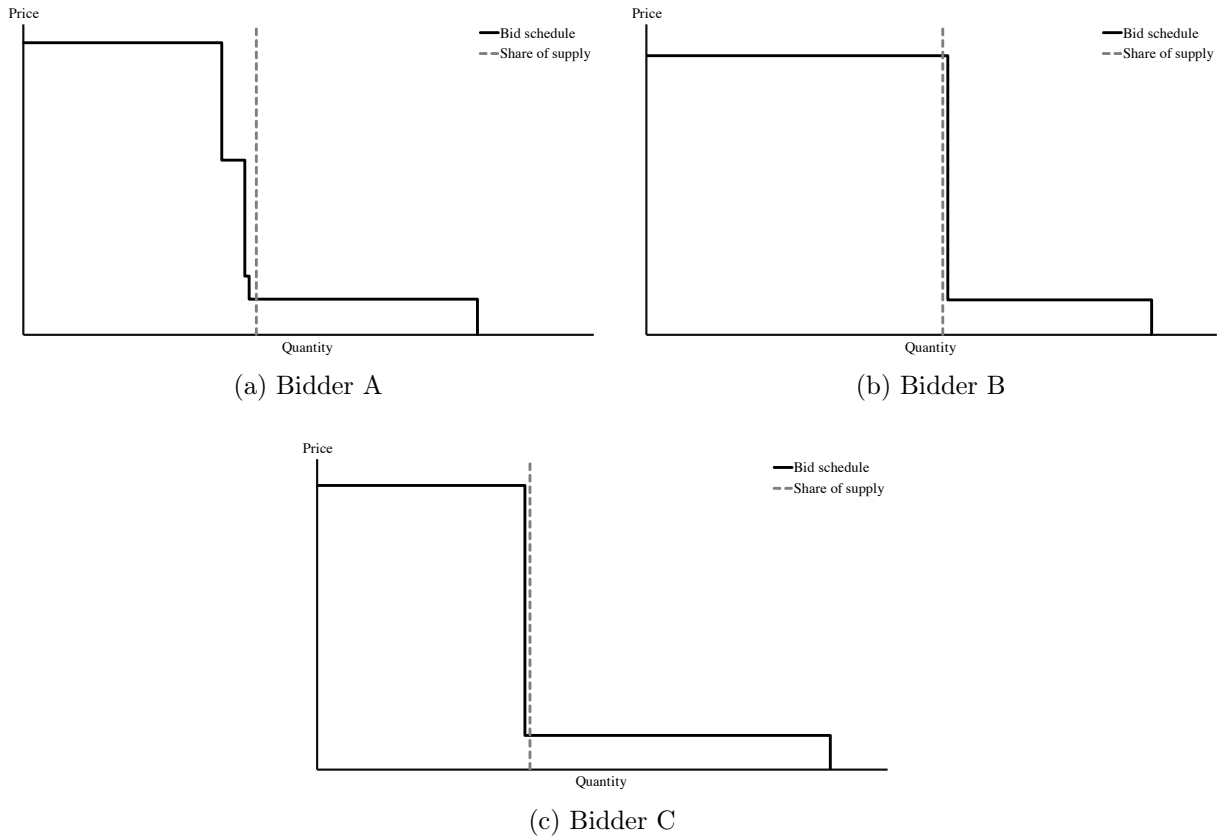 Price
Bid schedule
Share of supply
Quantity
(a) Bidder A
Price
Bid schedule
Share of supply
Quantity
(b) Bidder B
Price
Bid schedule
Share of supply
Quantity
(c) Bidder C